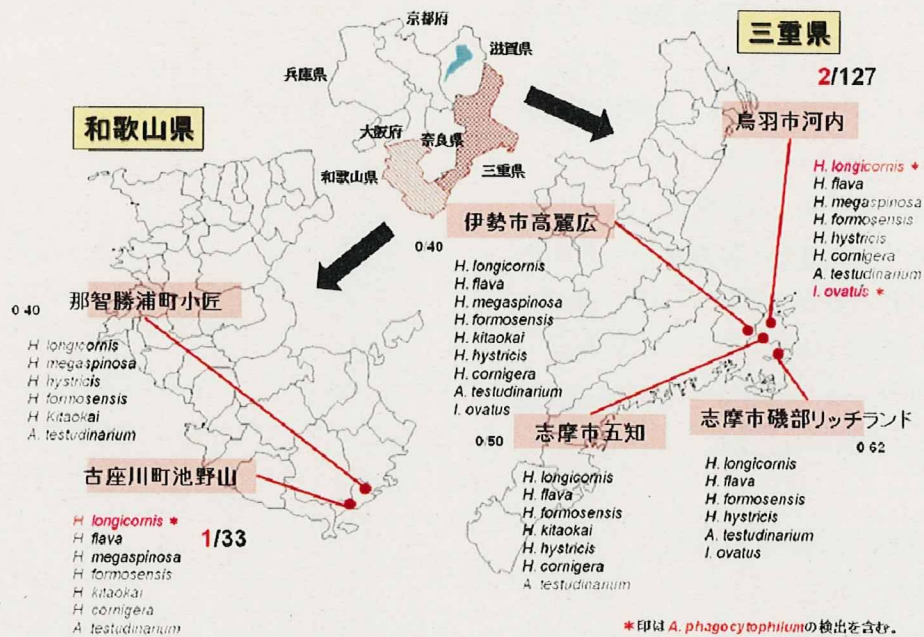 京都府
滋賀県
兵庫県
大阪府
奈良県
和歌山県
三重県
三重県
2/127
鳥羽市河内
H. longicornis *
H. flava
H. megaspinosa
H. formosensis
H. hystricis
H. cornigera
A. testudinarium
I. ovatus *
伊勢市高麗広
0/40
H. longicornis
H. flava
H. megaspinosa
H. formosensis
H. kitaokai
H. hystricis
H. cornigera
A. testudinarium
I. ovatus
志摩市五知
0/50
H. longicornis
H. flava
H. formosensis
H. kitaokai
H. hystricis
H. cornigera
A. testudinarium
志摩市磯部リッチランド
0 62
H. longicornis
H. flava
H. formosensis
H. hystricis
A. testudinarium
I. ovatus
和歌山県
那智勝浦町小匠
0 40
H longicornis
H megaspinosa
H hystricis
H formosensis
H Kitaokai
A. testudinarium
古座川町池野山
1/33
H longicornis *
H flava
H megaspinosa
H formosensis
H kitaokai
H cornigera
A testudinarium
*印はA. phagocytophilumの検出を含む。